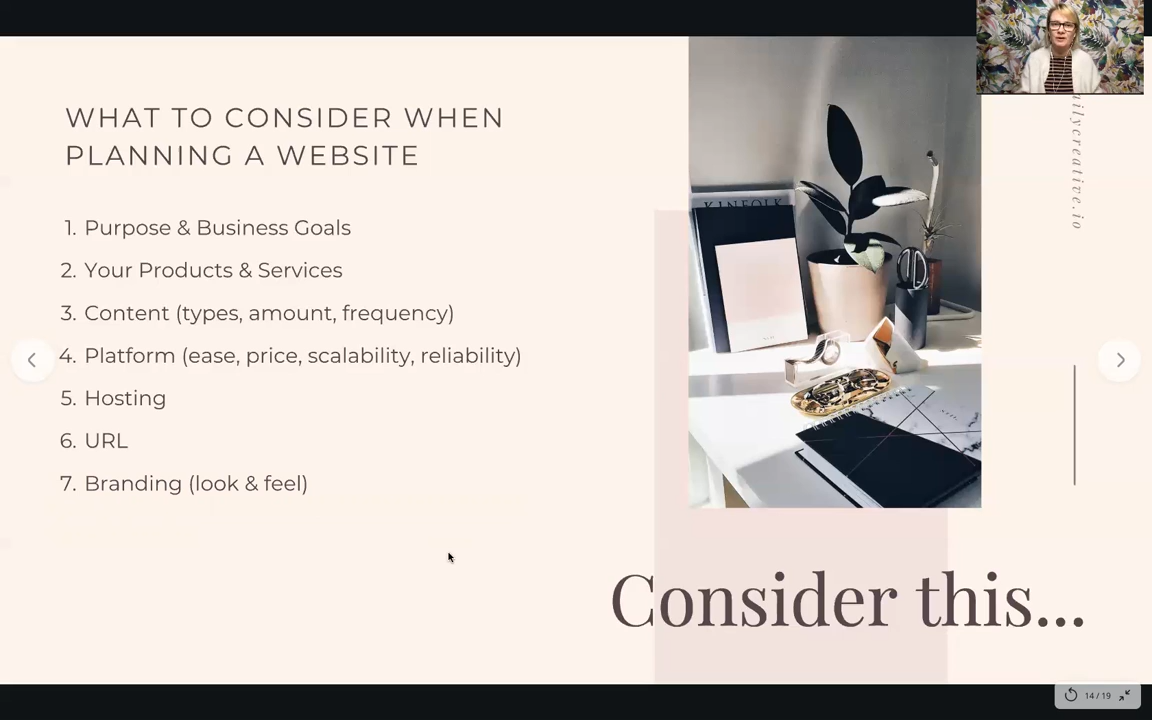 WHAT TO CONSIDER WHEN
PLANNING A WEBSITE
1. Purpose & Business Goals
2. Your Products & Services
3. Content (types, amount, frequency)
4. Platform (ease, price, scalability, reliability)
5. Hosting
6. URL
7. Branding (look & feel)
KINFOLK
ilycreative.io
Consider this...
14 / 19